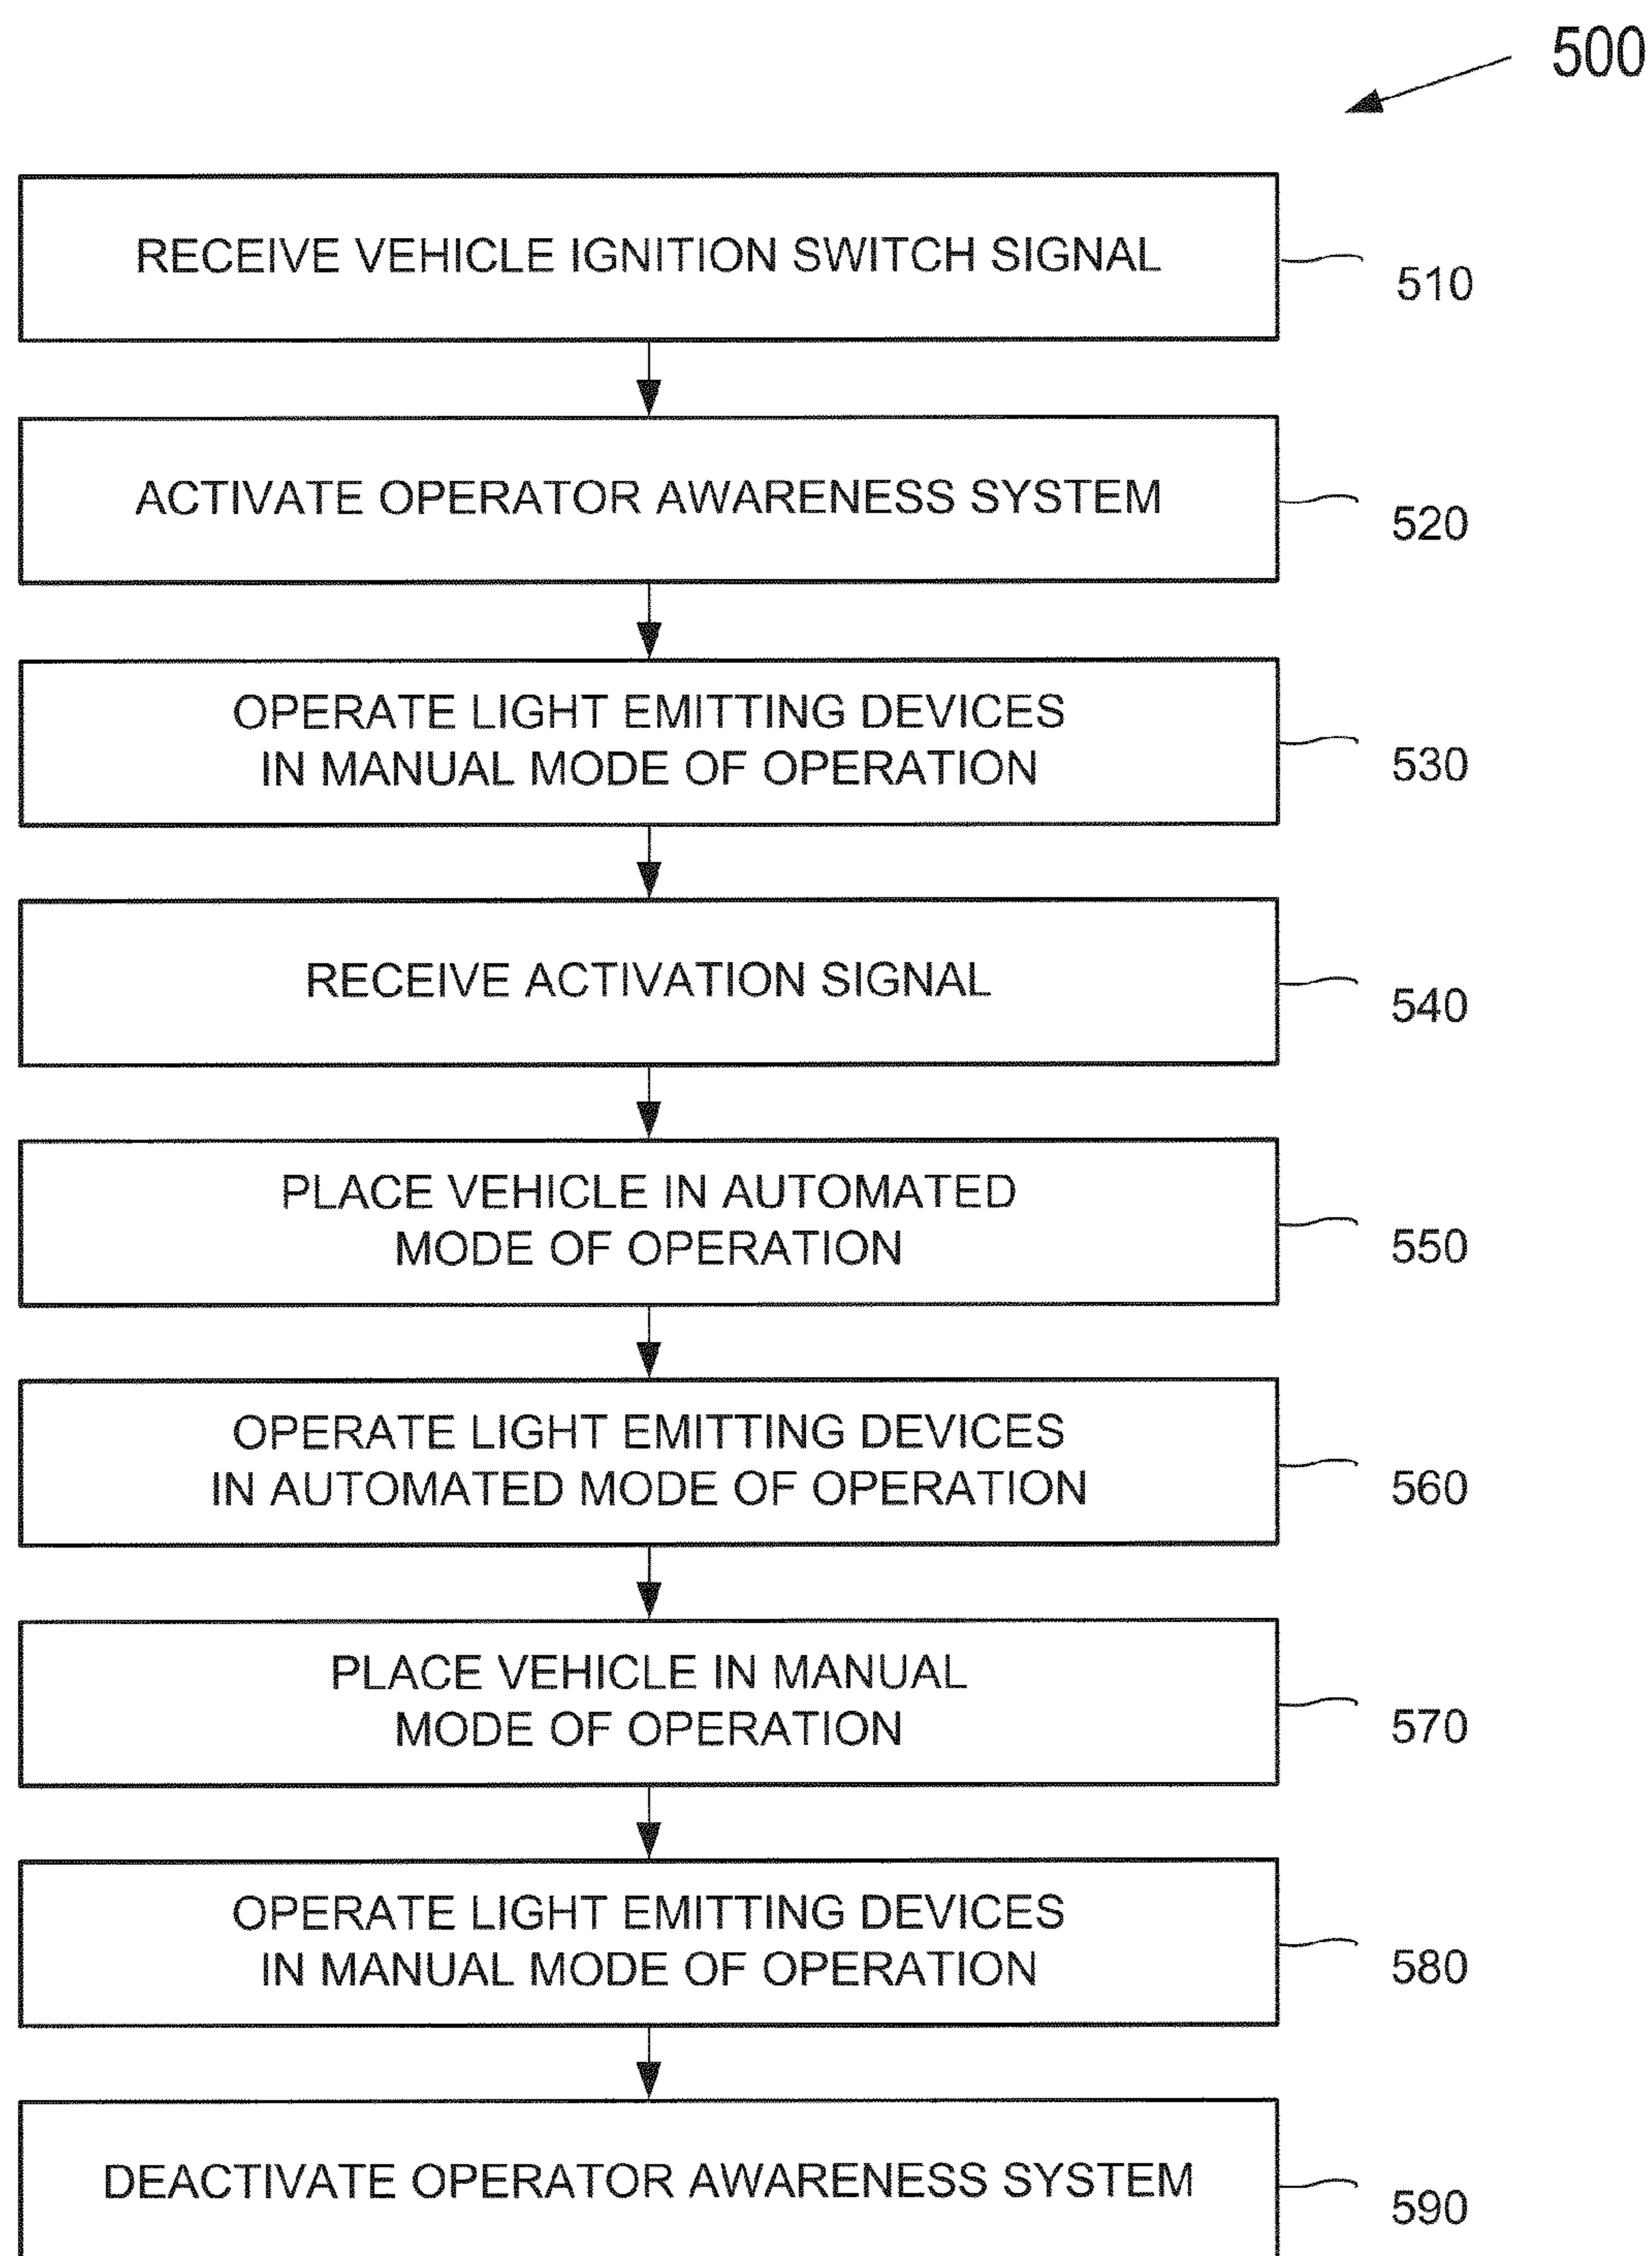 500
RECEIVE VEHICLE IGNITION SWITCH SIGNAL
510
ACTIVATE OPERATOR AWARENESS SYSTEM
520
OPERATE LIGHT EMITTING DEVICES
IN MANUAL MODE OF OPERATION
530
RECEIVE ACTIVATION SIGNAL
540
PLACE VEHICLE IN AUTOMATED
MODE OF OPERATION
550
OPERATE LIGHT EMITTING DEVICES
IN AUTOMATED MODE OF OPERATION
560
PLACE VEHICLE IN MANUAL
MODE OF OPERATION
570
OPERATE LIGHT EMITTING DEVICES
IN MANUAL MODE OF OPERATION
580
DEACTIVATE OPERATOR AWARENESS SYSTEM
590